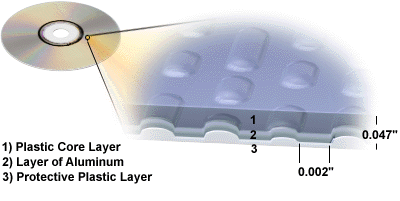 1
2
3
0.047"
0.002"
1) Plastic Core Layer
2) Layer of Aluminum
3) Protective Plastic Layer